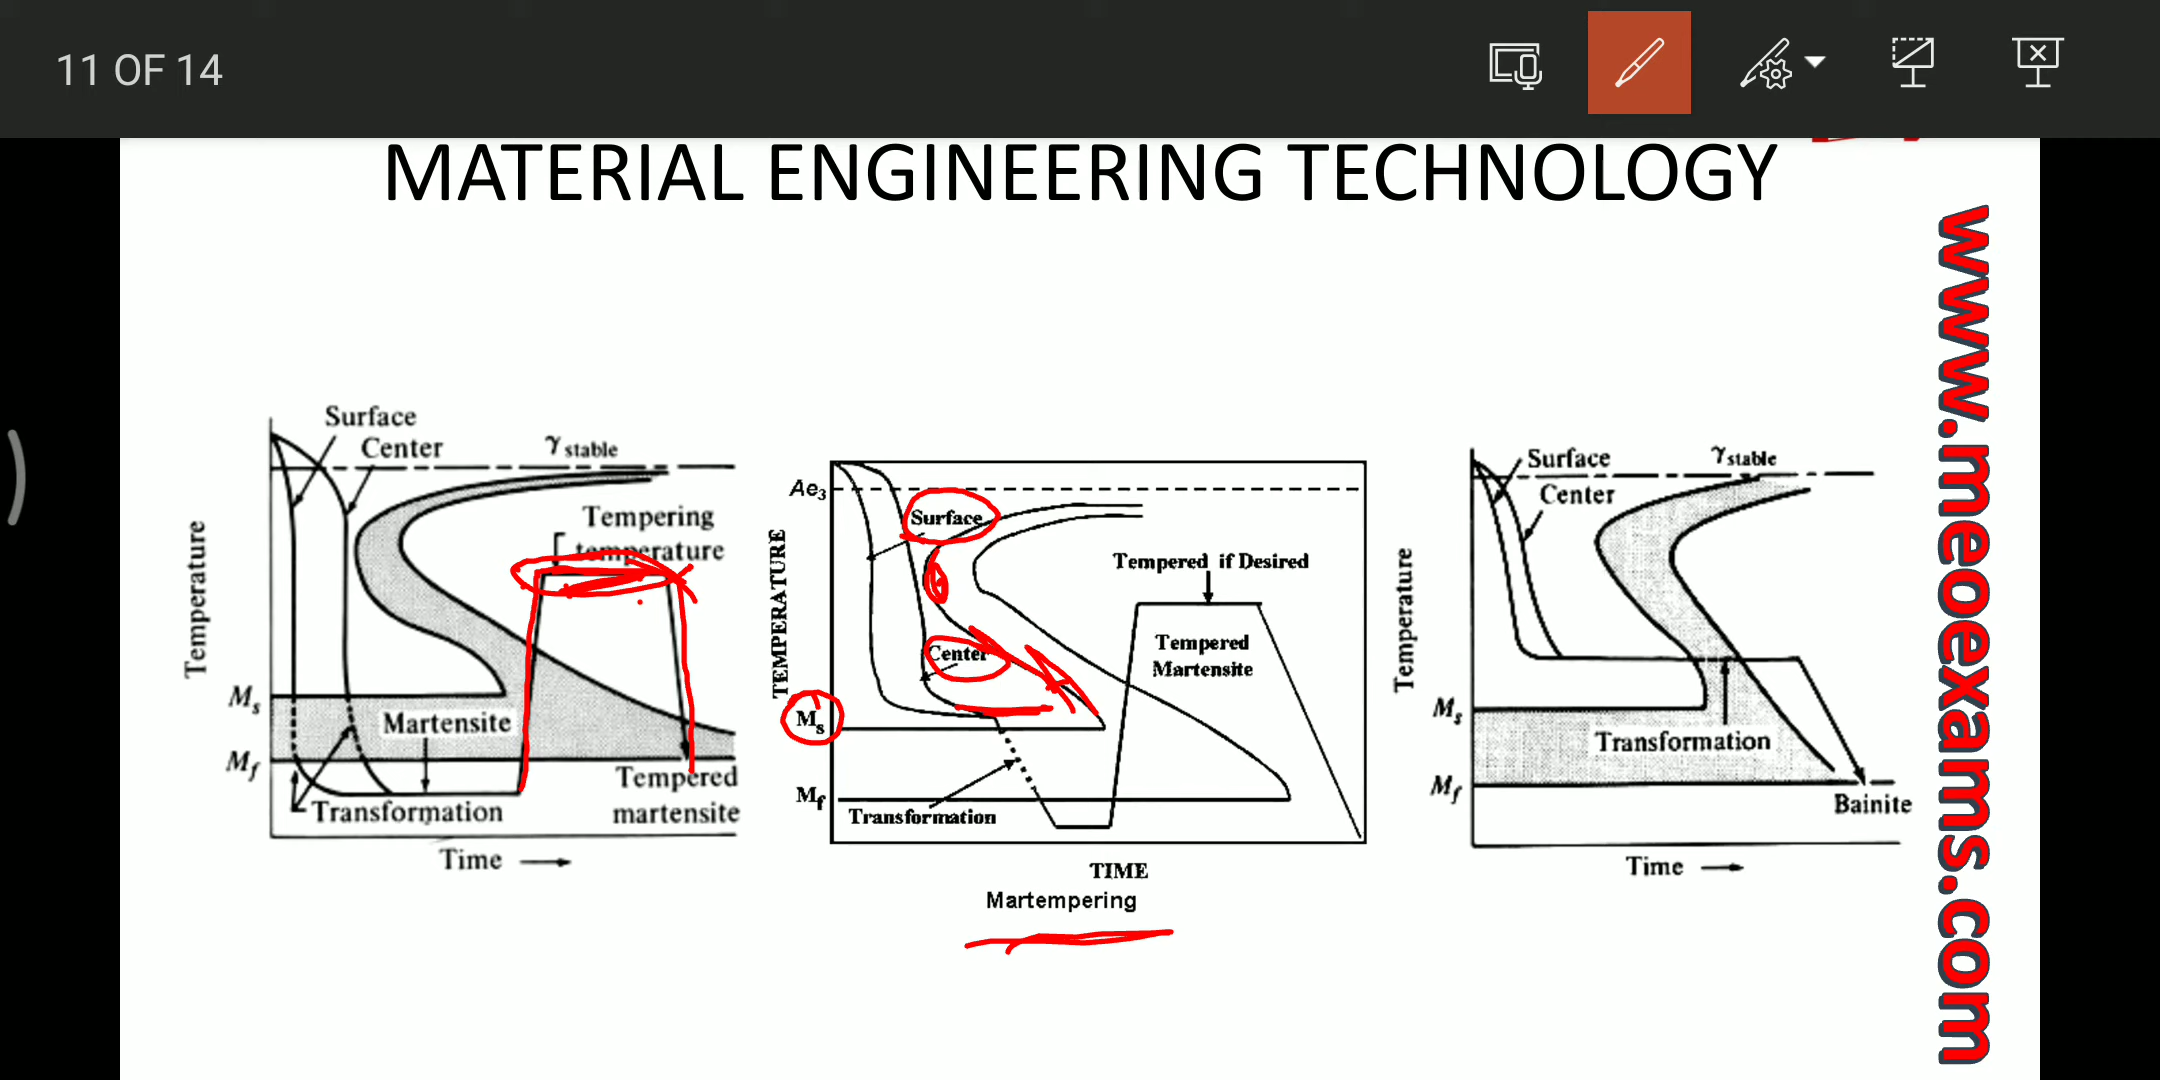 11 OF 14
MATERIAL ENGINEERING TECHNOLOGY
Surface
Center
γ stable
Tempering
temperature
Temperature
Ms
Martensite
Mf
Transformation
Tempered
martensite
Time
Ae3
Surface
Tempered if Desired
TEMPERATURE
Center
Tempered
Martensite
Ms
Mf
Transformation
TIME
Martempering
Surface
γ stable
Center
Temperature
Ms
Transformation
Mf
Bainite
Time
www.meoexams.com